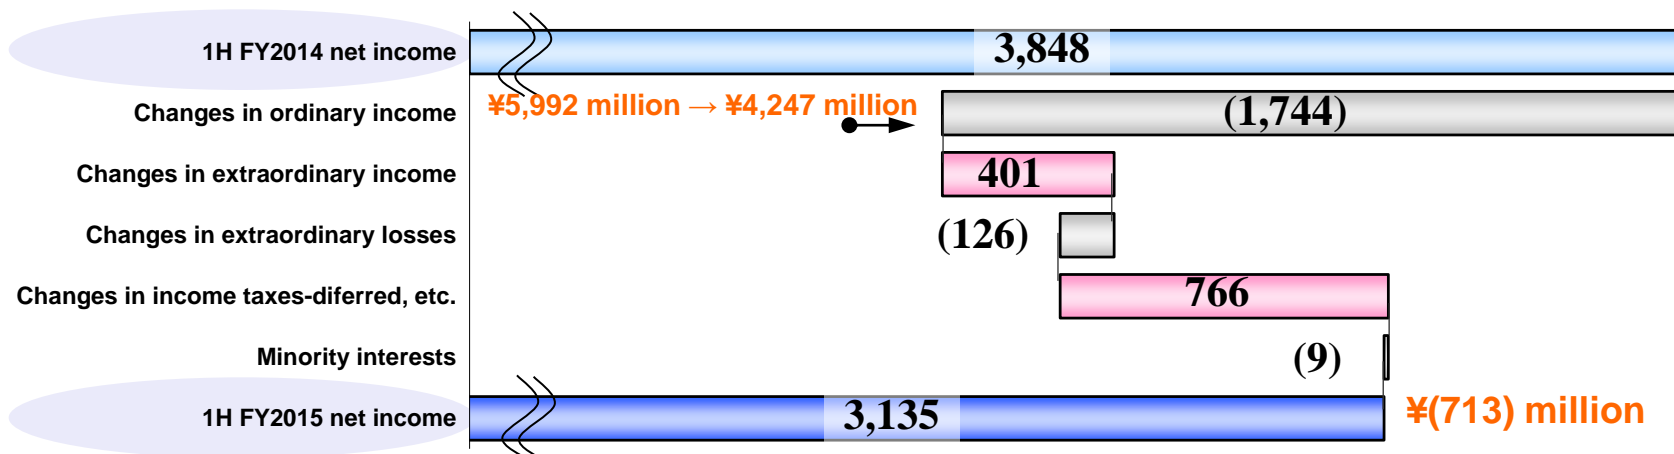 1H FY2014 net income 3,848
Changes in ordinary income ¥5,992 million → ¥4,247 million (1,744)
Changes in extraordinary income 401
Changes in extraordinary losses (126)
Changes in income taxes-diferred, etc. 766
Minority interests (9)
1H FY2015 net income 3,135 ¥(713) million